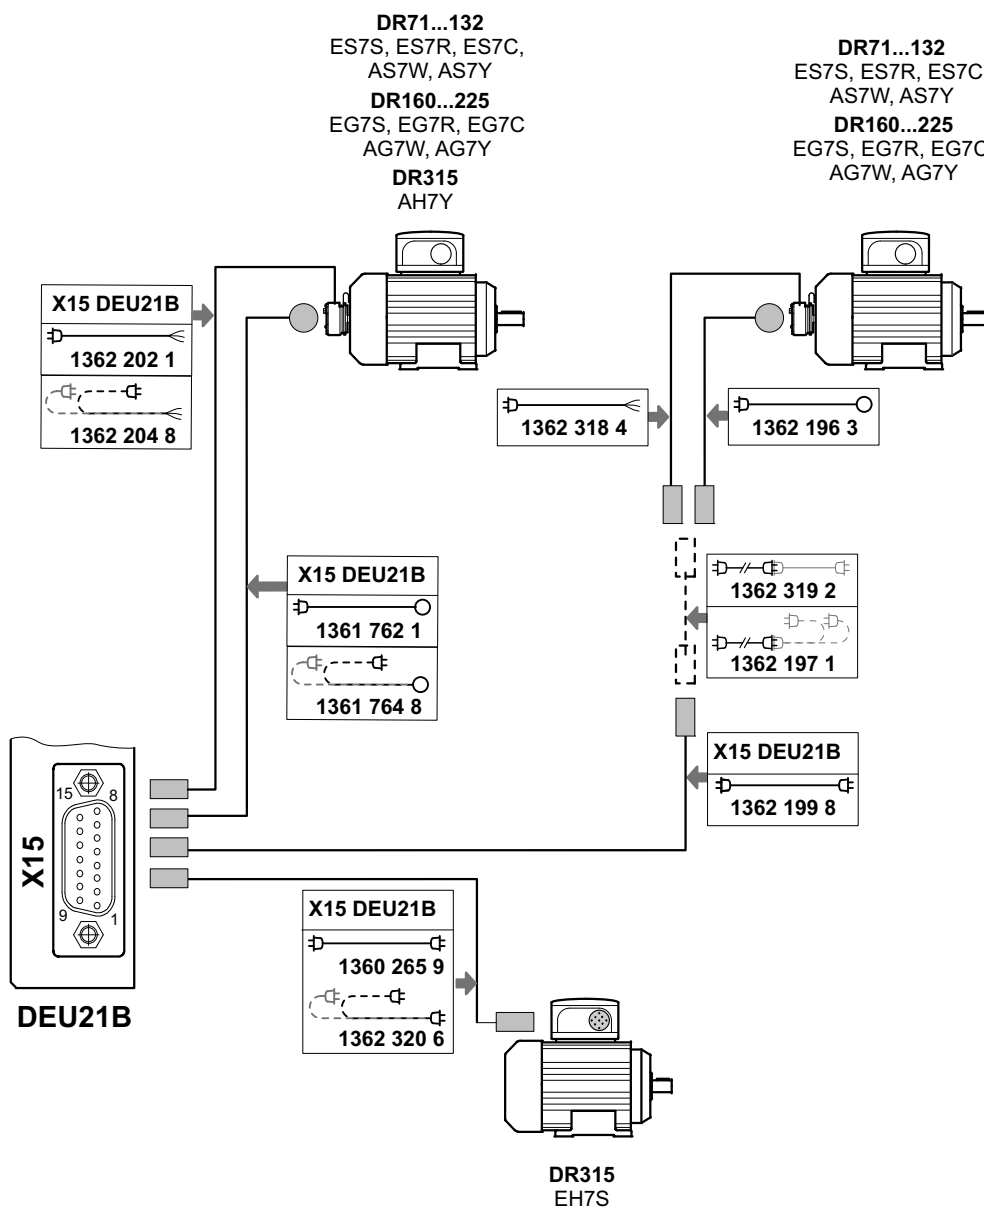 DR71...132
ES7S, ES7R, ES7C,
AS7W, AS7Y
DR160...225
EG7S, EG7R, EG7C
AG7W, AG7Y
DR315
AH7Y
DR71...132
ES7S, ES7R, ES7C
AS7W, AS7Y
DR160...225
EG7S, EG7R, EG7C
AG7W, AG7Y
X15 DEU21B
1362 202 1
1362 204 8
1362 318 4
1362 196 3
X15 DEU21B
1361 762 1
1361 764 8
1362 319 2
1362 197 1
X15 DEU21B
1362 199 8
X15
15
8
9
1
DEU21B
X15 DEU21B
1360 265 9
1362 320 6
DR315
EH7S